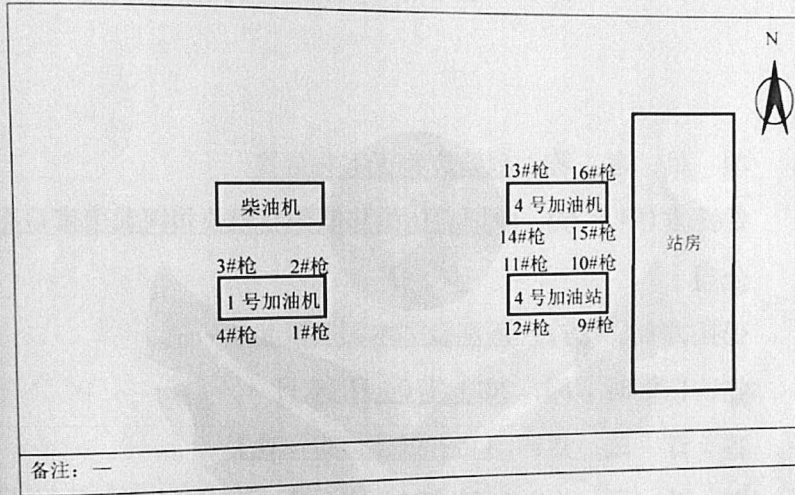 N
13#枪 16#枪
柴油机
4 号加油机
14#枪 15#枪
站房
3#枪 2#枪
11#枪 10#枪
1 号加油机
4 号加油站
4#枪 1#枪
12#枪 9#枪
备注：一